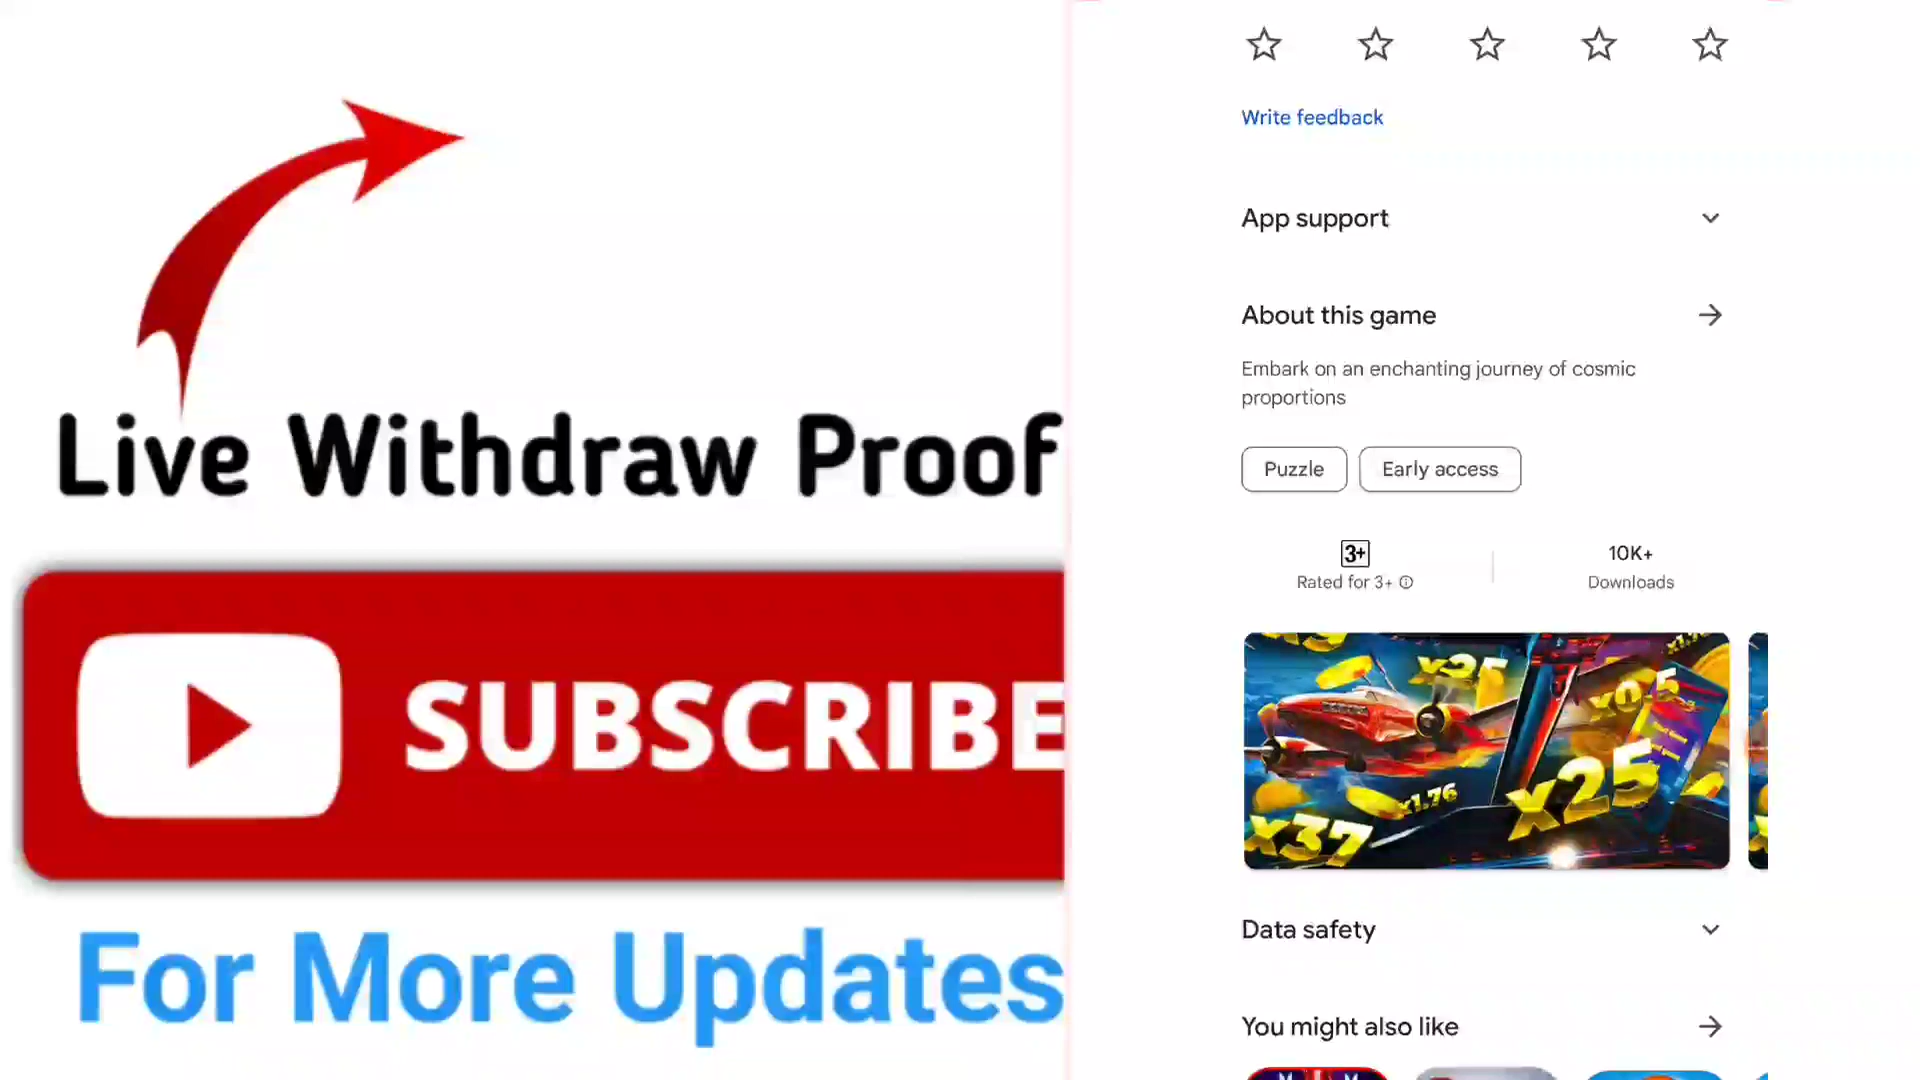 Live Withdraw Proof
SUBSCRIBE
For More Updates
Write feedback
App support
About this game
Embark on an enchanting journey of cosmic
proportions
Puzzle
Early access
3+
10K+
Rated for 3+
Downloads
x25
x0.5
x25
x1.76
x37
Data safety
You might also like